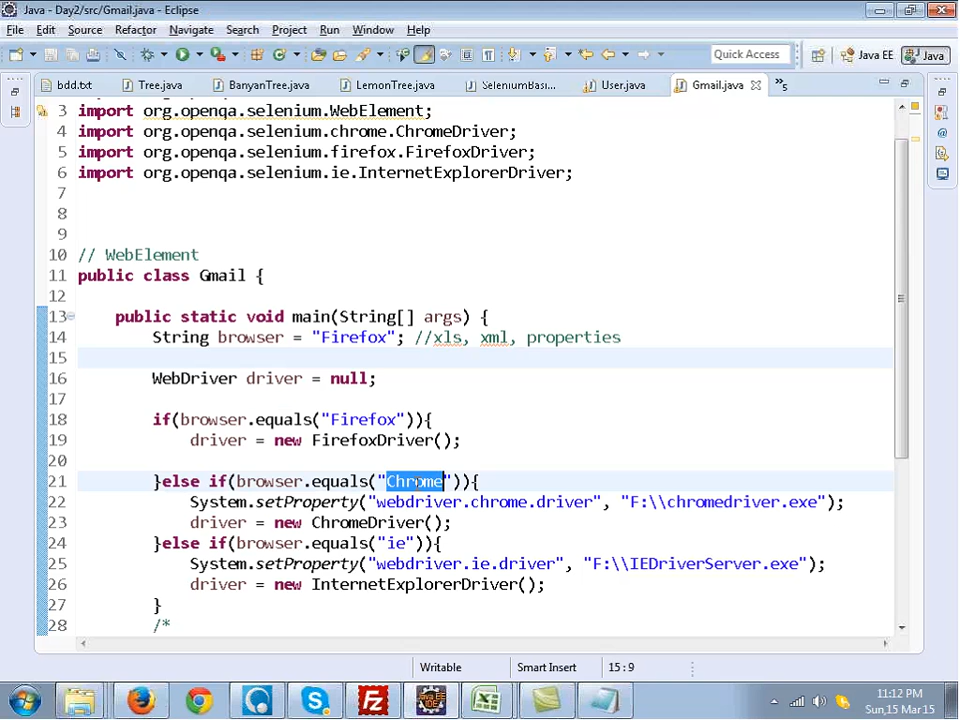 Java - Day2/src/Gmail.java - Eclipse
File Edit Source Refactor Navigate Search Project Run Window Help
Quick Access Java EE Java
bdd.txt Tree.java BanyanTree.java LemonTree.java SeleniumBasi... User.java Gmail.java »5
3 import org.openqa.selenium.WebElement;
4 import org.openqa.selenium.chrome.ChromeDriver;
5 import org.openqa.selenium.firefox.FirefoxDriver;
6 import org.openqa.selenium.ie.InternetExplorerDriver;
7
8
9
10 // WebElement
11 public class Gmail {
12
13 public static void main(String[] args) {
14 String browser = "Firefox"; //xls, xml, properties
15
16 WebDriver driver = null;
17
18 if(browser.equals("Firefox")){
19 driver = new FirefoxDriver();
20
21 }else if(browser.equals("Chrome")){
22 System.setProperty("webdriver.chrome.driver", "F:\\chromedriver.exe");
23 driver = new ChromeDriver();
24 }else if(browser.equals("ie")){
25 System.setProperty("webdriver.ie.driver", "F:\\IEDriverServer.exe");
26 driver = new InternetExplorerDriver();
27 }
28 /*
Writable Smart Insert 15 : 9
11:12 PM
Sun,15 Mar 15